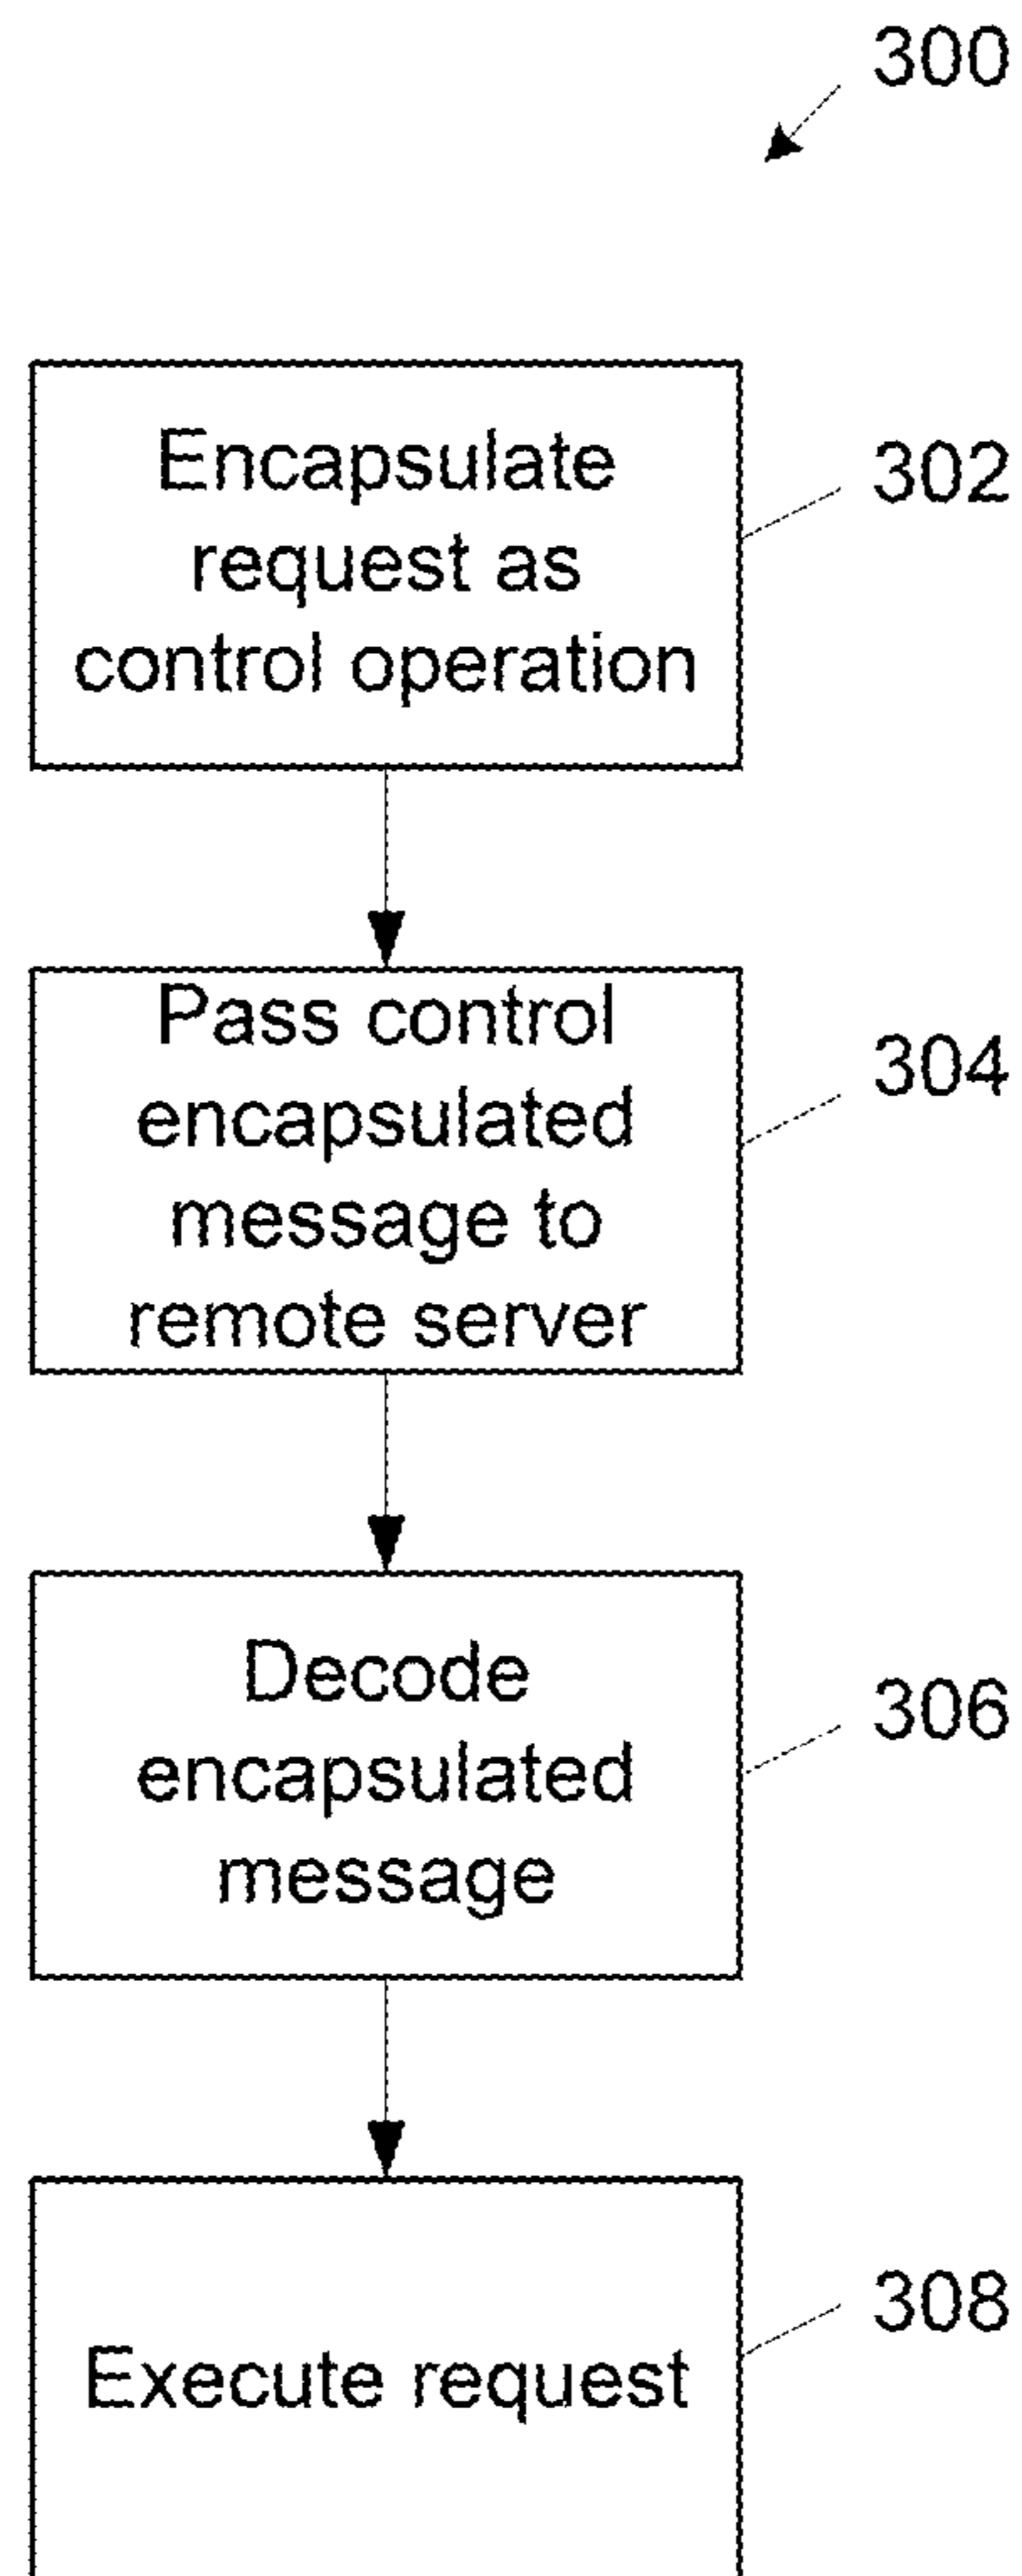 300
Encapsulate
request as
control operation
302
Pass control
encapsulated
message to
remote server
304
Decode
encapsulated
message
306
Execute request
308